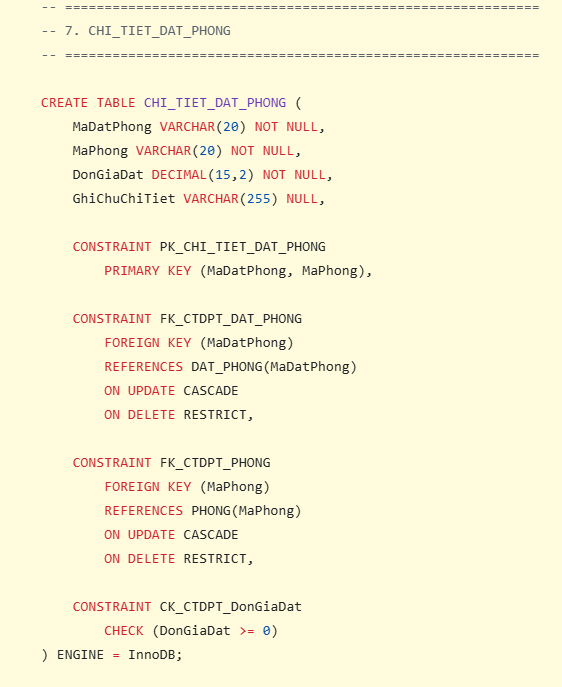 -- ============================================================
-- 7. CHI_TIET_DAT_PHONG
-- ============================================================
CREATE TABLE CHI_TIET_DAT_PHONG (
MaDatPhong VARCHAR(20) NOT NULL,
MaPhong VARCHAR(20) NOT NULL,
DonGiaDat DECIMAL(15,2) NOT NULL,
GhiChuChiTiet VARCHAR(255) NULL,
CONSTRAINT PK_CHI_TIET_DAT_PHONG
PRIMARY KEY (MaDatPhong, MaPhong),
CONSTRAINT FK_CTDPT_DAT_PHONG
FOREIGN KEY (MaDatPhong)
REFERENCES DAT_PHONG(MaDatPhong)
ON UPDATE CASCADE
ON DELETE RESTRICT,
CONSTRAINT FK_CTDPT_PHONG
FOREIGN KEY (MaPhong)
REFERENCES PHONG(MaPhong)
ON UPDATE CASCADE
ON DELETE RESTRICT,
CONSTRAINT CK_CTDPT_DonGiaDat
CHECK (DonGiaDat >= 0)
) ENGINE = InnoDB;